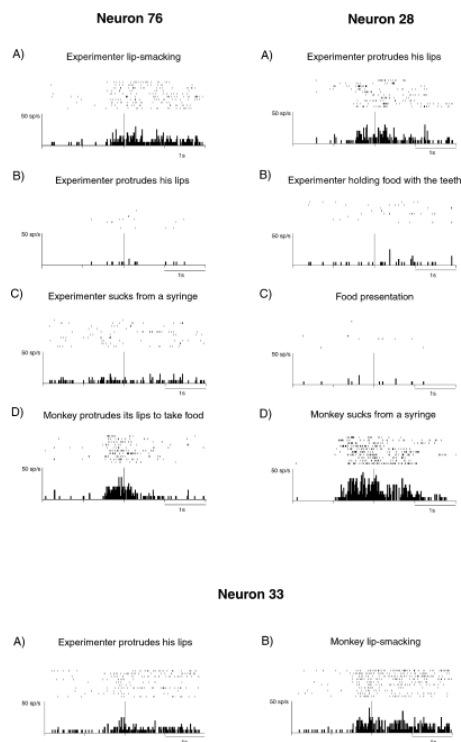 Neuron 76
A) Experimenter lip-smacking
50 sp/s
1s
B) Experimenter protrudes his lips
50 sp/s
1s
C) Experimenter sucks from a syringe
50 sp/s
1s
D) Monkey protrudes its lips to take food
50 sp/s
1s
Neuron 28
A) Experimenter protrudes his lips
50 sp/s
1s
B) Experimenter holding food with the teeth
50 sp/s
1s
C) Food presentation
50 sp/s
1s
D) Monkey sucks from a syringe
50 sp/s
1s
Neuron 33
A) Experimenter protrudes his lips
50 sp/s
1s
B) Monkey lip-smacking
50 sp/s
1s